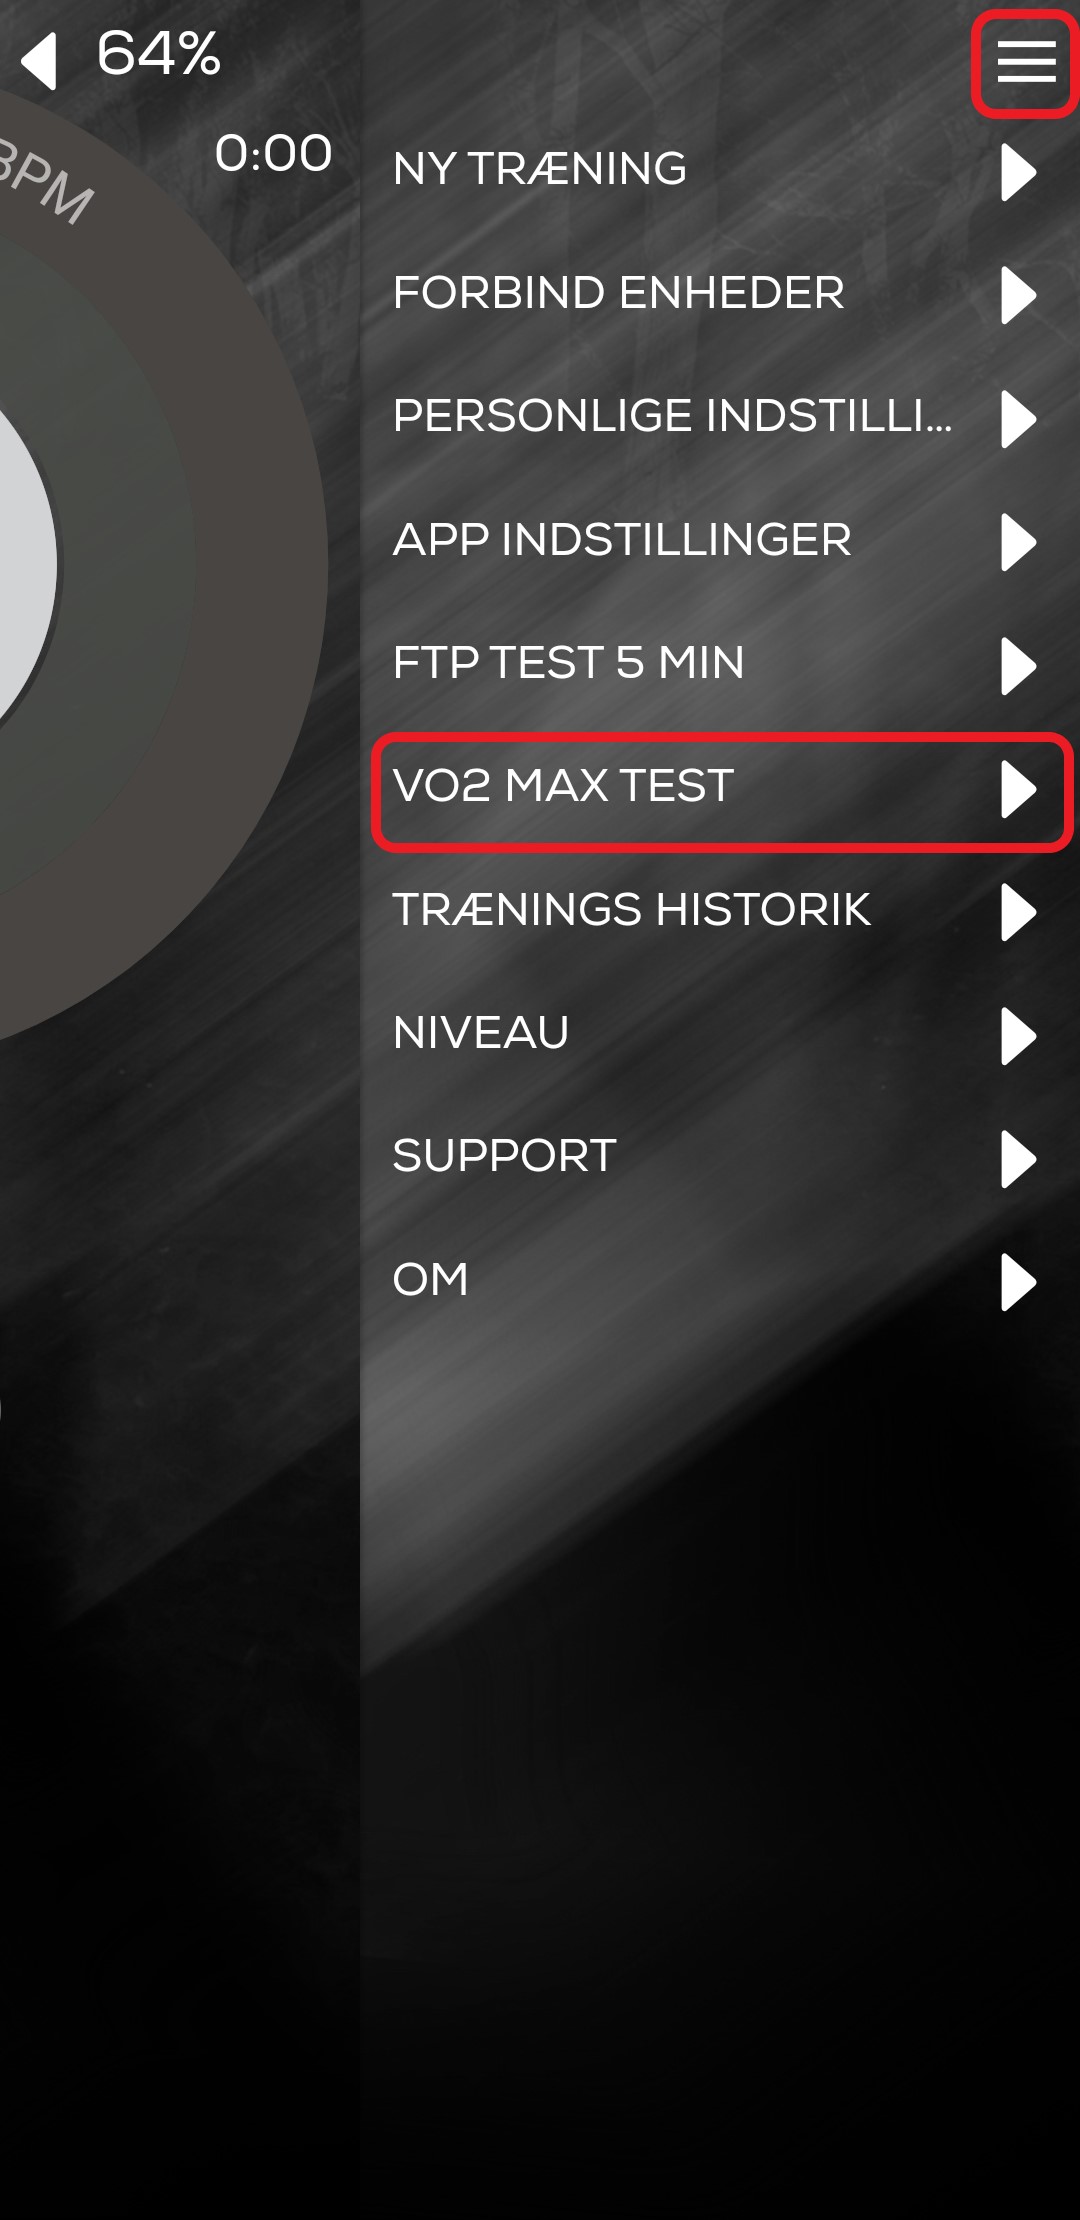 64%
BPM
0:00
NY TRÆNING
FORBIND ENHEDER
PERSONLIGE INDSTILLI...
APP INDSTILLINGER
FTP TEST 5 MIN
VO2 MAX TEST
TRÆNINGS HISTORIK
NIVEAU
SUPPORT
OM